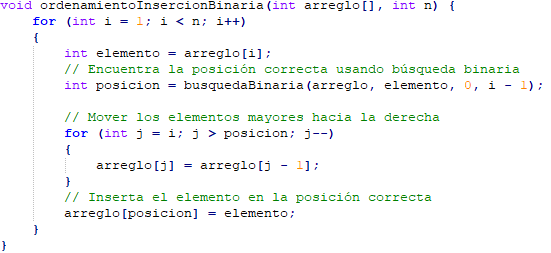 void ordenamientoInsercionBinaria(int arreglo[], int n) {
    for (int i = 1; i < n; i++)
    {
        int elemento = arreglo[i];
        // Encuentra la posición correcta usando búsqueda binaria
        int posicion = busquedaBinaria(arreglo, elemento, 0, i - 1);

        // Mover los elementos mayores hacia la derecha
        for (int j = i; j > posicion; j--)
        {
            arreglo[j] = arreglo[j - 1];
        }
        // Inserta el elemento en la posición correcta
        arreglo[posicion] = elemento;
    }
}